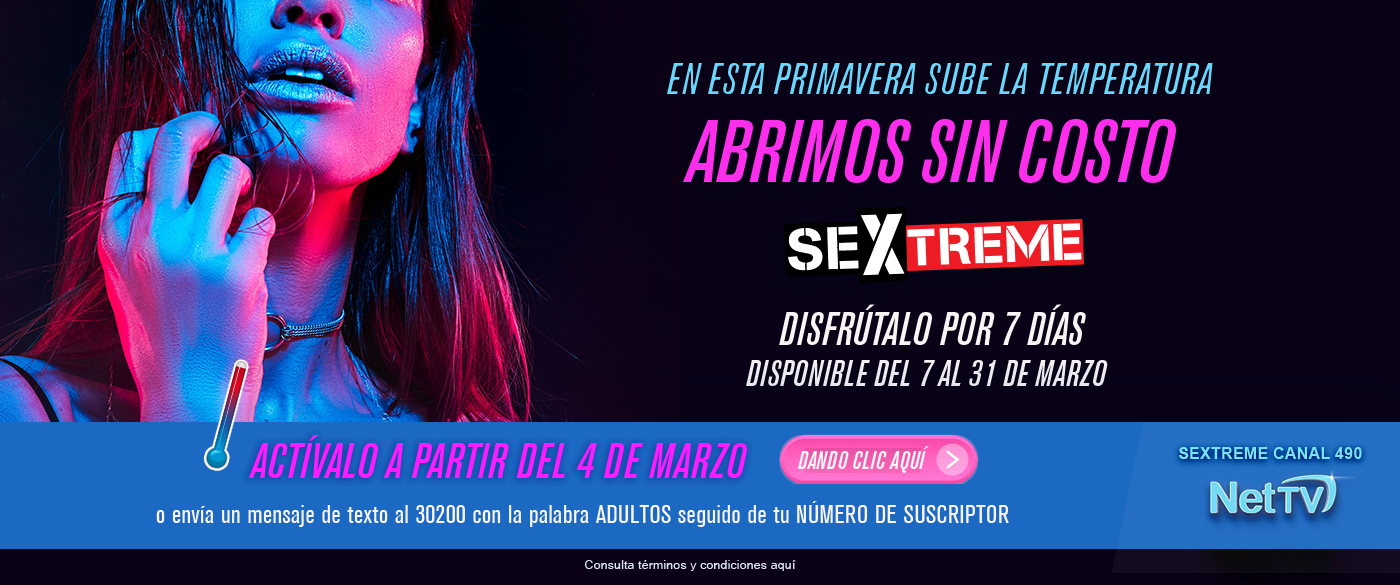 EN ESTA PRIMAVERA SUBE LA TEMPERATURA
ABRIMOS SIN COSTO
SEXTREME
DISFRÚTALO POR 7 DÍAS
DISPONIBLE DEL 7 AL 31 DE MARZO
ACTÍVALO A PARTIR DEL 4 DE MARZO
DANDO CLIC AQUÍ
o envía un mensaje de texto al 30200 con la palabra ADULTOS seguido de tu NÚMERO DE SUSCRIPTOR
SEXTREME CANAL 490
NetTV
Consulta términos y condiciones aquí